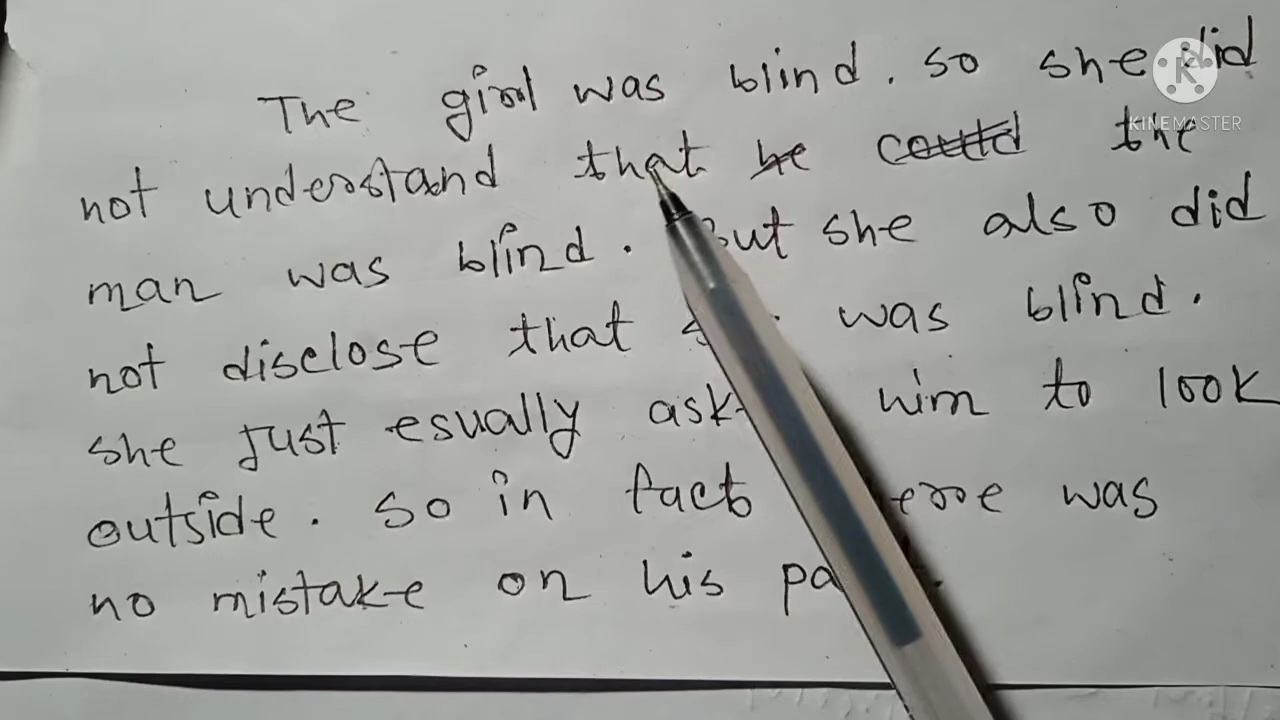 The girl was blind. so she did
KINEMASTER
not understand that he could the
man was blind. But she also did
not disclose that was blind.
she Just esually him to look
outside. so in fact was
no mistake on his